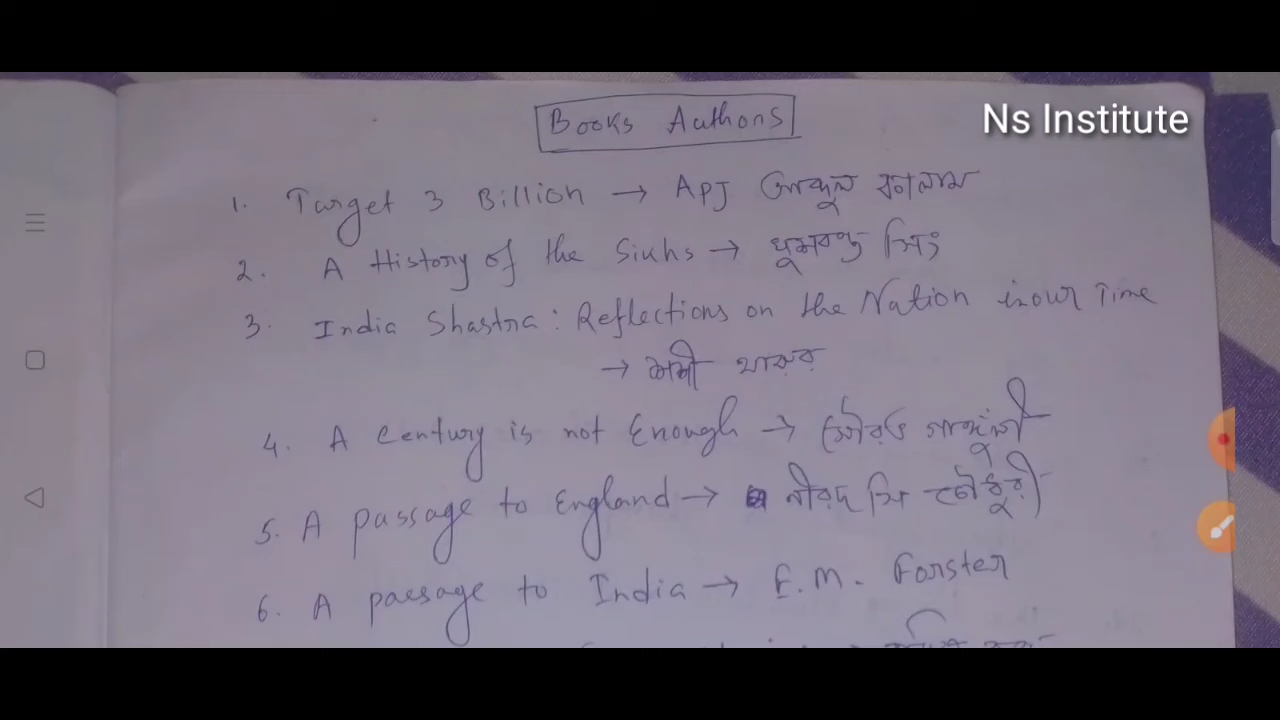 Books Authors
Ns Institute
1. Target 3 Billion → APJ আব্দুল কালাম
2. A History of the Sikhs → খুশবন্ত সিং
3. India Shastra: Reflections on the Nation in our Time
→ শশী থারুর
4. A Century is not Enough → সৌরভ গাঙ্গুলী
5. A passage to England → নীরদ সি চৌধুরী
6. A passage to India → E.M. Forster